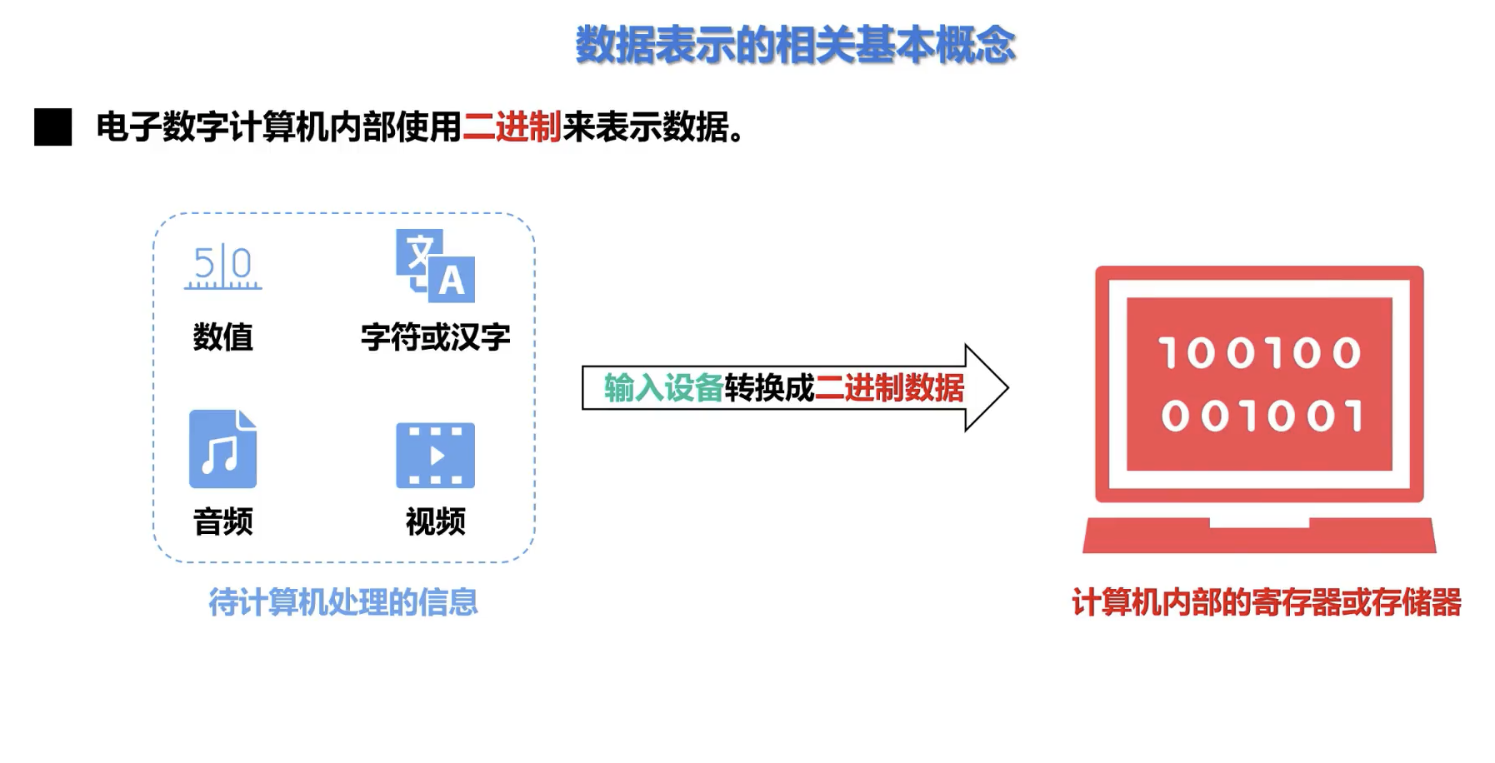 数据表示的相关基本概念
电子数字计算机内部使用二进制来表示数据。
5|0
文
A
数值
字符或汉字
音频
视频
待计算机处理的信息
输入设备转换成二进制数据
100100
001001
计算机内部的寄存器或存储器